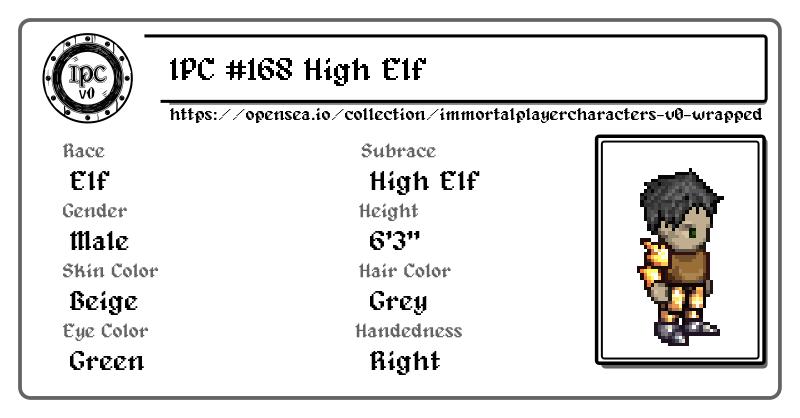 IPC
v0
IPC #168 High Elf
https://opensea.io/collection/immortalplayercharacters-v0-wrapped
Race
Elf
Subrace
High Elf
Gender
Male
Height
6'3"
Skin Color
Beige
Hair Color
Grey
Eye Color
Green
Handedness
Right